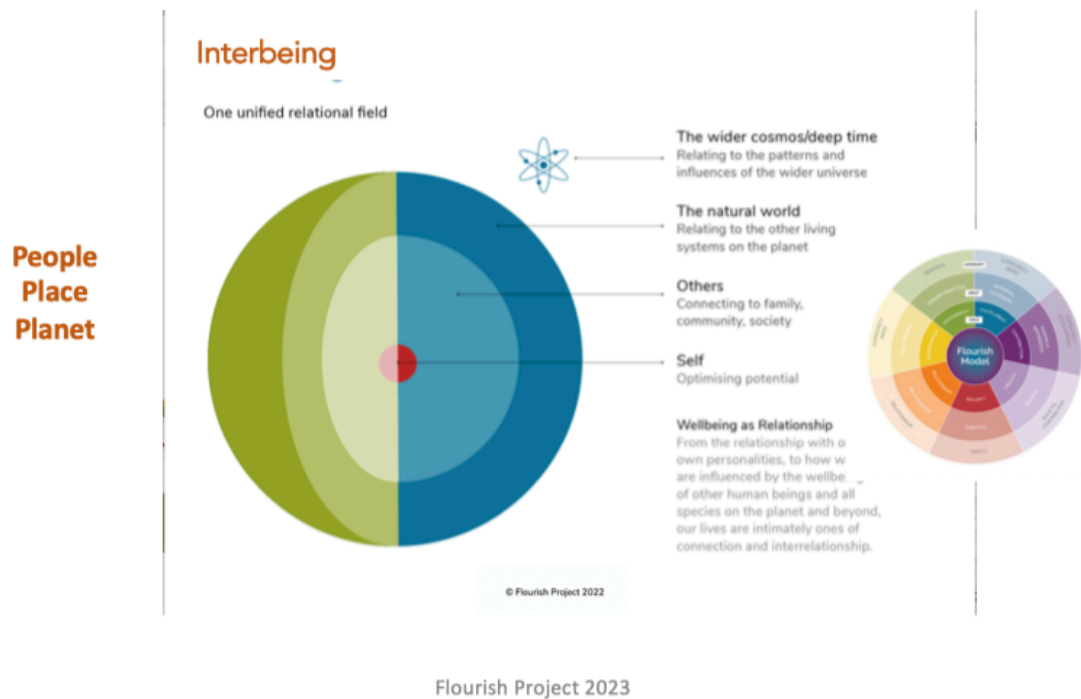 Interbeing
One unified relational field
People
Place
Planet
The wider cosmos/deep time
Relating to the patterns and
influences of the wider universe
The natural world
Relating to the other living
systems on the planet
Others
Connecting to family,
community, society
Self
Optimising potential
Wellbeing as Relationship
From the relationship with o
own personalities, to how w
are influenced by the wellbe
of other human beings and all
species on the planet and beyond,
our lives are intimately ones of
connection and interrelationship.
Flourish
Model
© Flourish Project 2022
Flourish Project 2023